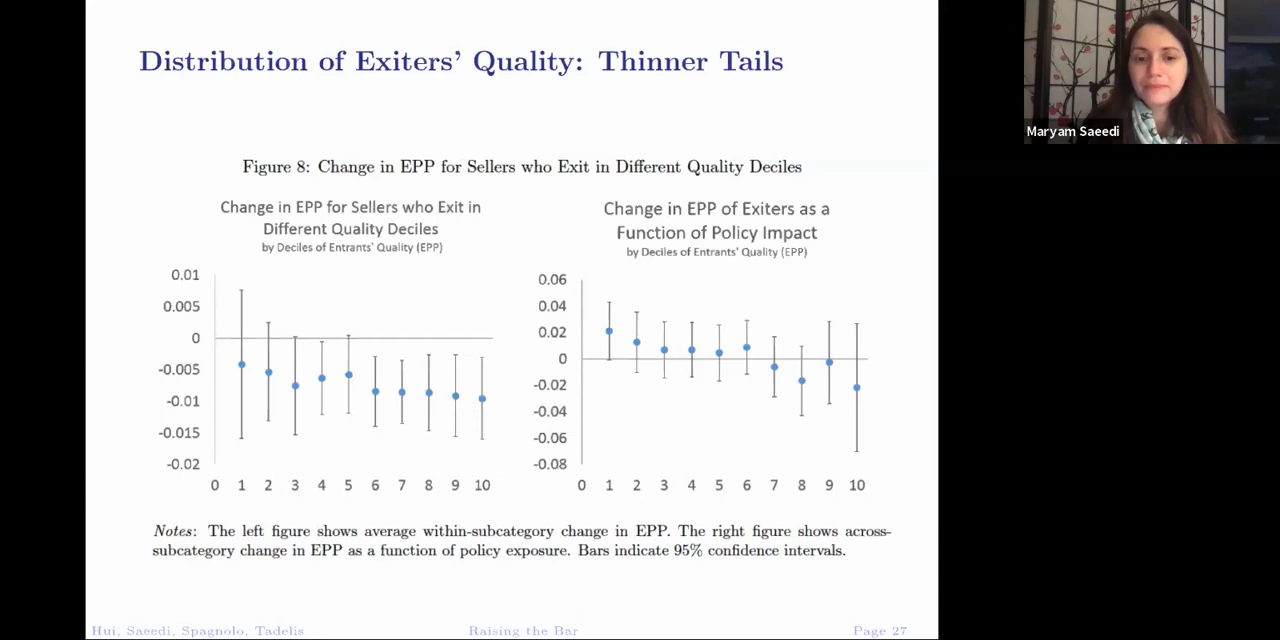 Distribution of Exiters' Quality: Thinner Tails
Maryam Saeedi
Figure 8: Change in EPP for Sellers who Exit in Different Quality Deciles
Change in EPP for Sellers who Exit in
Different Quality Deciles
by Deciles of Entrants' Quality (EPP)
0.01
0.005
0
-0.005
-0.01
-0.015
-0.02
0 1 2 3 4 5 6 7 8 9 10
Change in EPP of Exiters as a
Function of Policy Impact
by Deciles of Entrants' Quality (EPP)
0.06
0.04
0.02
0
-0.02
-0.04
-0.06
-0.08
0 1 2 3 4 5 6 7 8 9 10
Notes: The left figure shows average within-subcategory change in EPP. The right figure shows across-
subcategory change in EPP as a function of policy exposure. Bars indicate 95% confidence intervals.
Hui, Saeedi, Spagnolo, Tadelis Raising the Bar Page 27